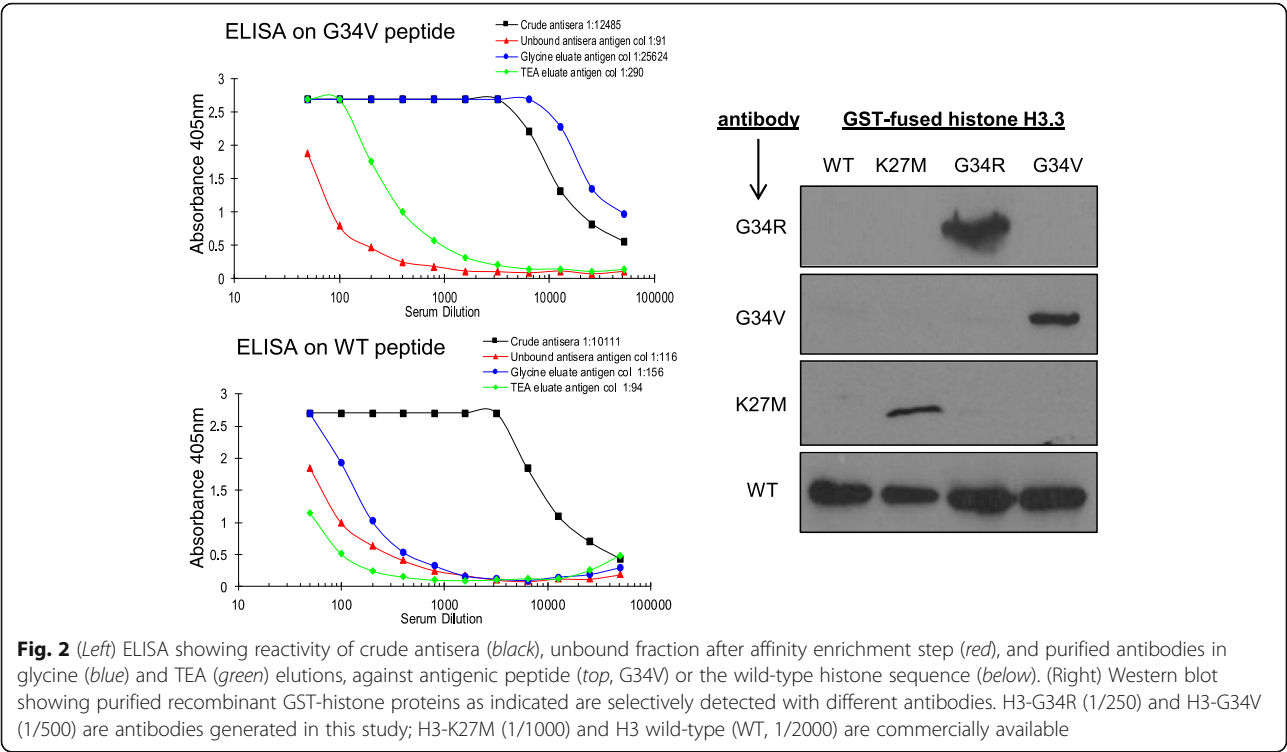 ELISA on G34V peptide
Crude antisera 1:12485
Unbound antisera antigen col 1:91
Glycine eluate antigen col 1:25624
TEA eluate antigen col 1:290
Absorbance 405nm
3
2.5
2
1.5
1
0.5
0
10 100 1000 10000 100000
Serum Dilution
ELISA on WT peptide
Crude antisera 1:10111
Unbound antisera antigen col 1:116
Glycine eluate antigen col 1:156
TEA eluate antigen col 1:94
Absorbance 405nm
3
2.5
2
1.5
1
0.5
0
10 100 1000 10000 100000
Serum Dilution
antibody GST-fused histone H3.3
WT K27M G34R G34V
G34R
G34V
K27M
WT
Fig. 2 (Left) ELISA showing reactivity of crude antisera (black), unbound fraction after affinity enrichment step (red), and purified antibodies in
glycine (blue) and TEA (green) elutions, against antigenic peptide (top, G34V) or the wild-type histone sequence (below). (Right) Western blot
showing purified recombinant GST-histone proteins as indicated are selectively detected with different antibodies. H3-G34R (1/250) and H3-G34V
(1/500) are antibodies generated in this study; H3-K27M (1/1000) and H3 wild-type (WT, 1/2000) are commercially available